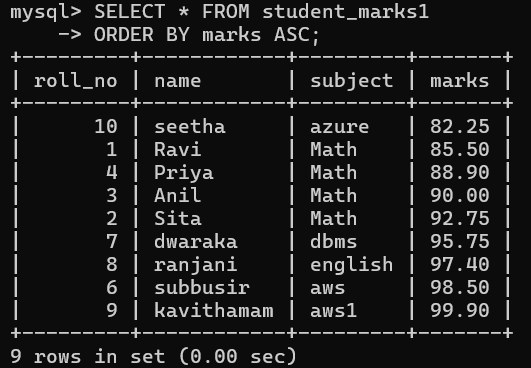 mysql> SELECT * FROM student_marks1
    -> ORDER BY marks ASC;
+---------+------------+---------+-------+
| roll_no | name       | subject | marks |
+---------+------------+---------+-------+
|      10 | seetha     | azure   | 82.25 |
|       1 | Ravi       | Math    | 85.50 |
|       4 | Priya      | Math    | 88.90 |
|       3 | Anil       | Math    | 90.00 |
|       2 | Sita       | Math    | 92.75 |
|       7 | dwaraka    | dbms    | 95.75 |
|       8 | ranjani    | english | 97.40 |
|       6 | subbusir   | aws     | 98.50 |
|       9 | kavithamam | aws1    | 99.90 |
+---------+------------+---------+-------+
9 rows in set (0.00 sec)